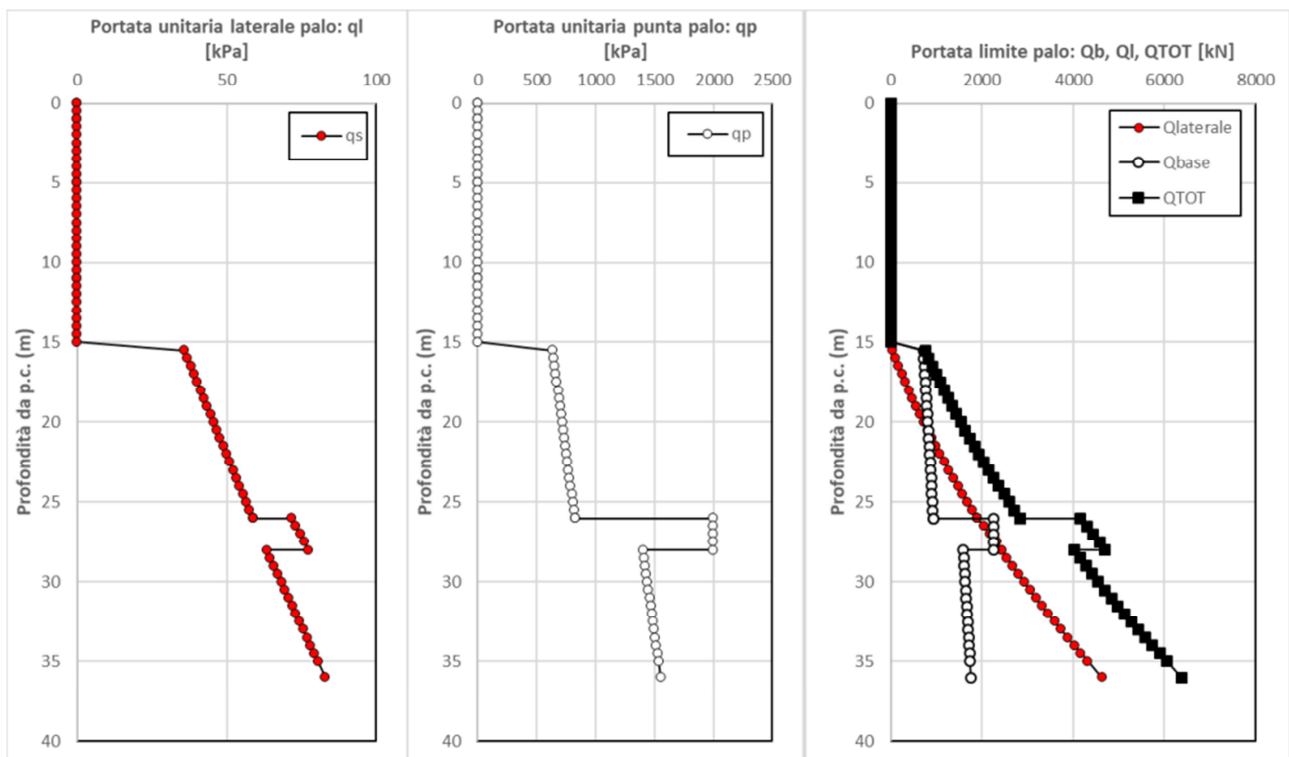 Portata unitaria laterale palo: ql
[kPa]
0 50 100
0
5
10
15
20
25
30
35
40
Profondità da p.c. (m)
qs
Portata unitaria punta palo: qp
[kPa]
0 500 1000 1500 2000 2500
0
5
10
15
20
25
30
35
40
Profondità da p.c. (m)
qp
Portata limite palo: Qb, Ql, QTOT [kN]
0 2000 4000 6000 8000
0
5
10
15
20
25
30
35
40
Profondità da p.c. (m)
Qlaterale
Qbase
QTOT